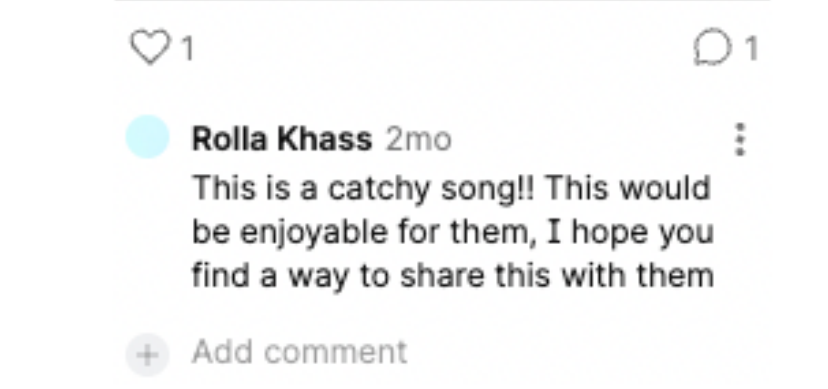 1 1
Rolla Khass 2mo
This is a catchy song!! This would
be enjoyable for them, I hope you
find a way to share this with them
Add comment